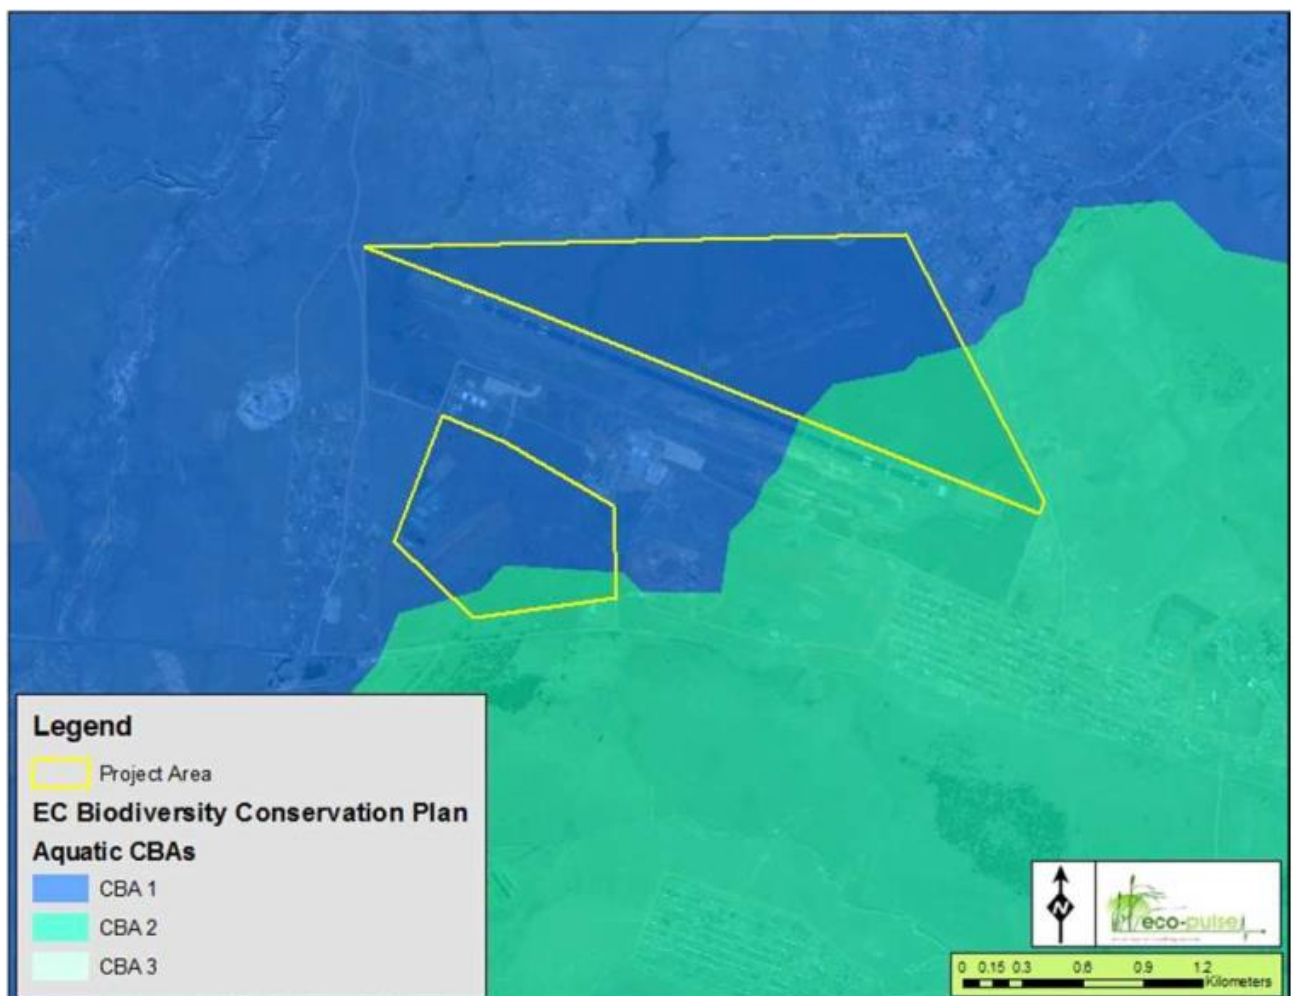 Legend
Project Area
EC Biodiversity Conservation Plan
Aquatic CBAs
CBA 1
CBA 2
CBA 3
N
eco-pulse
0 0.15 0.3 0.6 0.9 1.2
Kilometers